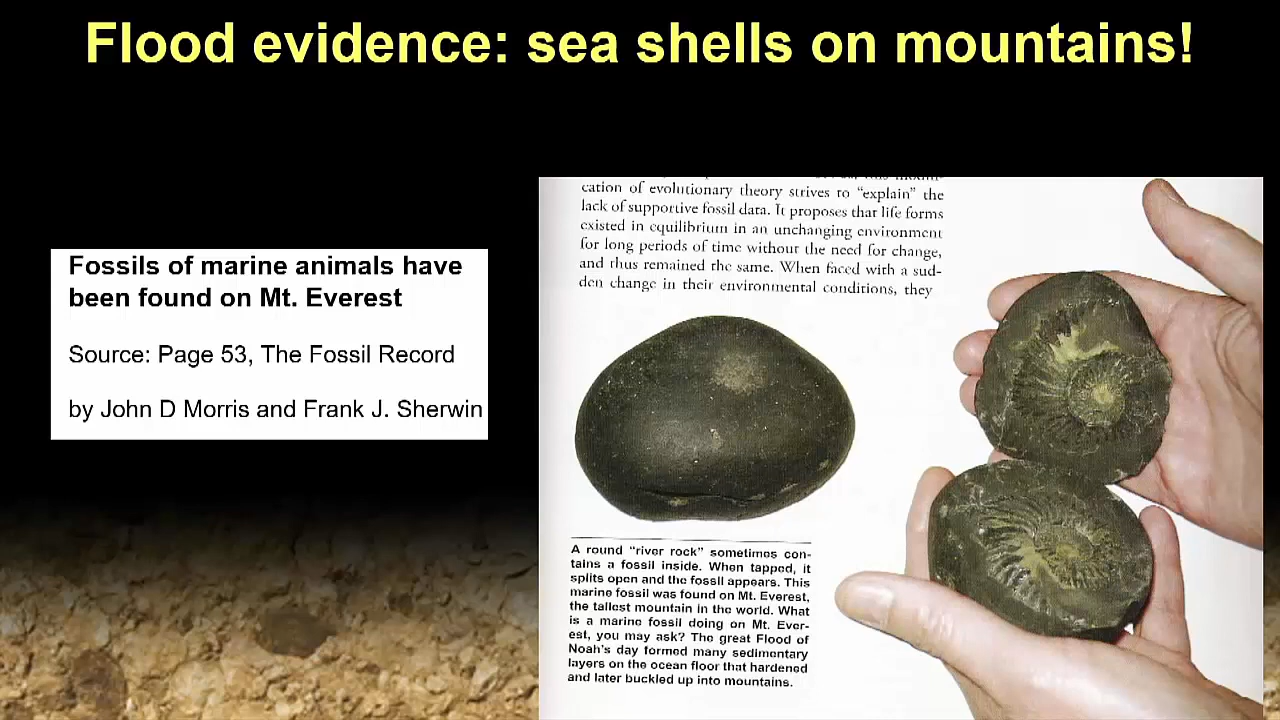 Flood evidence: sea shells on mountains!
Fossils of marine animals have
been found on Mt. Everest
Source: Page 53, The Fossil Record
by John D Morris and Frank J. Sherwin
cation of evolutionary theory strives to "explain" the
lack of supportive fossil data. It proposes that life forms
existed in equilibrium in an unchanging environment
for long periods of time without the need for change,
and thus remained the same. When faced with a sud-
den change in their environmental conditions, they
A round "river rock" sometimes con-
tains a fossil inside. When tapped, it
splits open and the fossil appears. This
marine fossil was found on Mt. Everest,
the tallest mountain in the world. What
is a marine fossil doing on Mt. Ever-
est, you may ask? The great Flood of
Noah's day formed many sedimentary
layers on the ocean floor that hardened
and later buckled up into mountains.